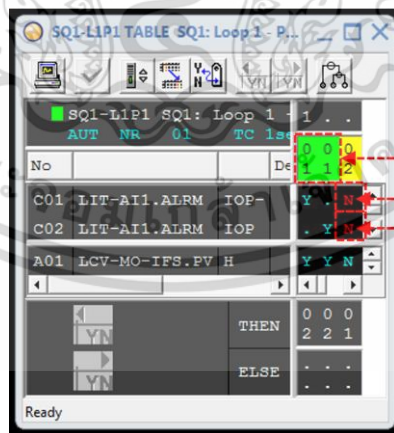 SQ1-L1P1 TABLE SQ1: Loop 1 - P...
SQ1-L1P1 SQ1: Loop 1 - 1 . .
AUT NR 01 TC 1se
0 0 0
No De 1 1 2
C01 LIT-AI1.ALRM IOP- Y . N
C02 LIT-AI1.ALRM IOP . Y N
A01 LCV-MO-IFS.PV H Y Y N
YN THEN 0 0 0
2 2 1
YN ELSE . . .
. . .
Ready